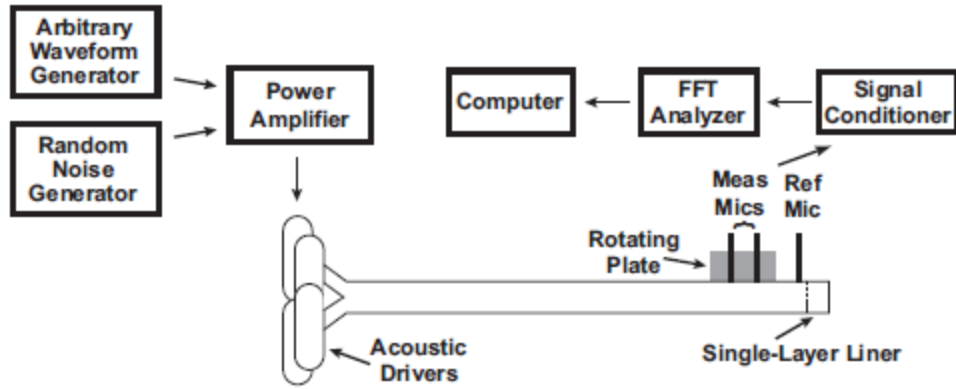 Arbitrary
Waveform
Generator
Random
Noise
Generator
Power
Amplifier
Computer
FFT
Analyzer
Signal
Conditioner
Meas
Mics
Ref
Mic
Rotating
Plate
Acoustic
Drivers
Single-Layer Liner